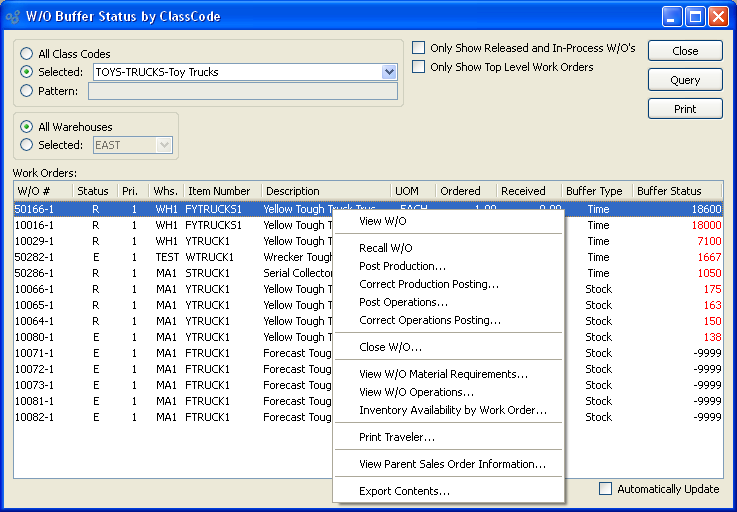 W/O Buffer Status by ClassCode
All Class Codes
Selected: TOYS-TRUCKS-Toy Trucks
Pattern:
Only Show Released and In-Process W/O's
Only Show Top Level Work Orders
Close
Query
Print
All Warehouses
Selected: EAST
Work Orders:
W/O # Status Pri. Whs. Item Number Description UOM Ordered Received Buffer Type Buffer Status
50166-1 R 1 WH1 FYTRUCKS1 Yellow Tough Truck Truc EACH 1.00 0.00 Time 18600
10016-1 R 1 WH1 FYTRUCKS1 Yellow Toug Time 18000
10029-1 R 1 WH1 YTRUCK1 Yellow Toug Time 7100
50282-1 E 1 TEST WTRUCK1 Wrecker Tough Time 1667
50286-1 R 1 MA1 STRUCK1 Serial Collector Time 1050
10066-1 R 1 MA1 YTRUCK1 Yellow Toug Stock 175
10065-1 R 1 MA1 YTRUCK1 Yellow Toug Stock 163
10064-1 R 1 MA1 YTRUCK1 Yellow Toug Stock 150
10080-1 E 1 MA1 YTRUCK1 Yellow Toug Stock 138
10071-1 E 1 MA1 FTRUCK1 Forecast Toug Stock -9999
10072-1 E 1 MA1 FTRUCK1 Forecast Toug Stock -9999
10073-1 E 1 MA1 FTRUCK1 Forecast Toug Stock -9999
10081-1 E 1 MA1 FTRUCK1 Forecast Toug Stock -9999
10082-1 E 1 MA1 FTRUCK1 Forecast Toug Stock -9999
View W/O
Recall W/O
Post Production...
Correct Production Posting...
Post Operations...
Correct Operations Posting...
Close W/O...
View W/O Material Requirements...
View W/O Operations...
Inventory Availability by Work Order...
Print Traveler...
View Parent Sales Order Information...
Export Contents...
Automatically Update